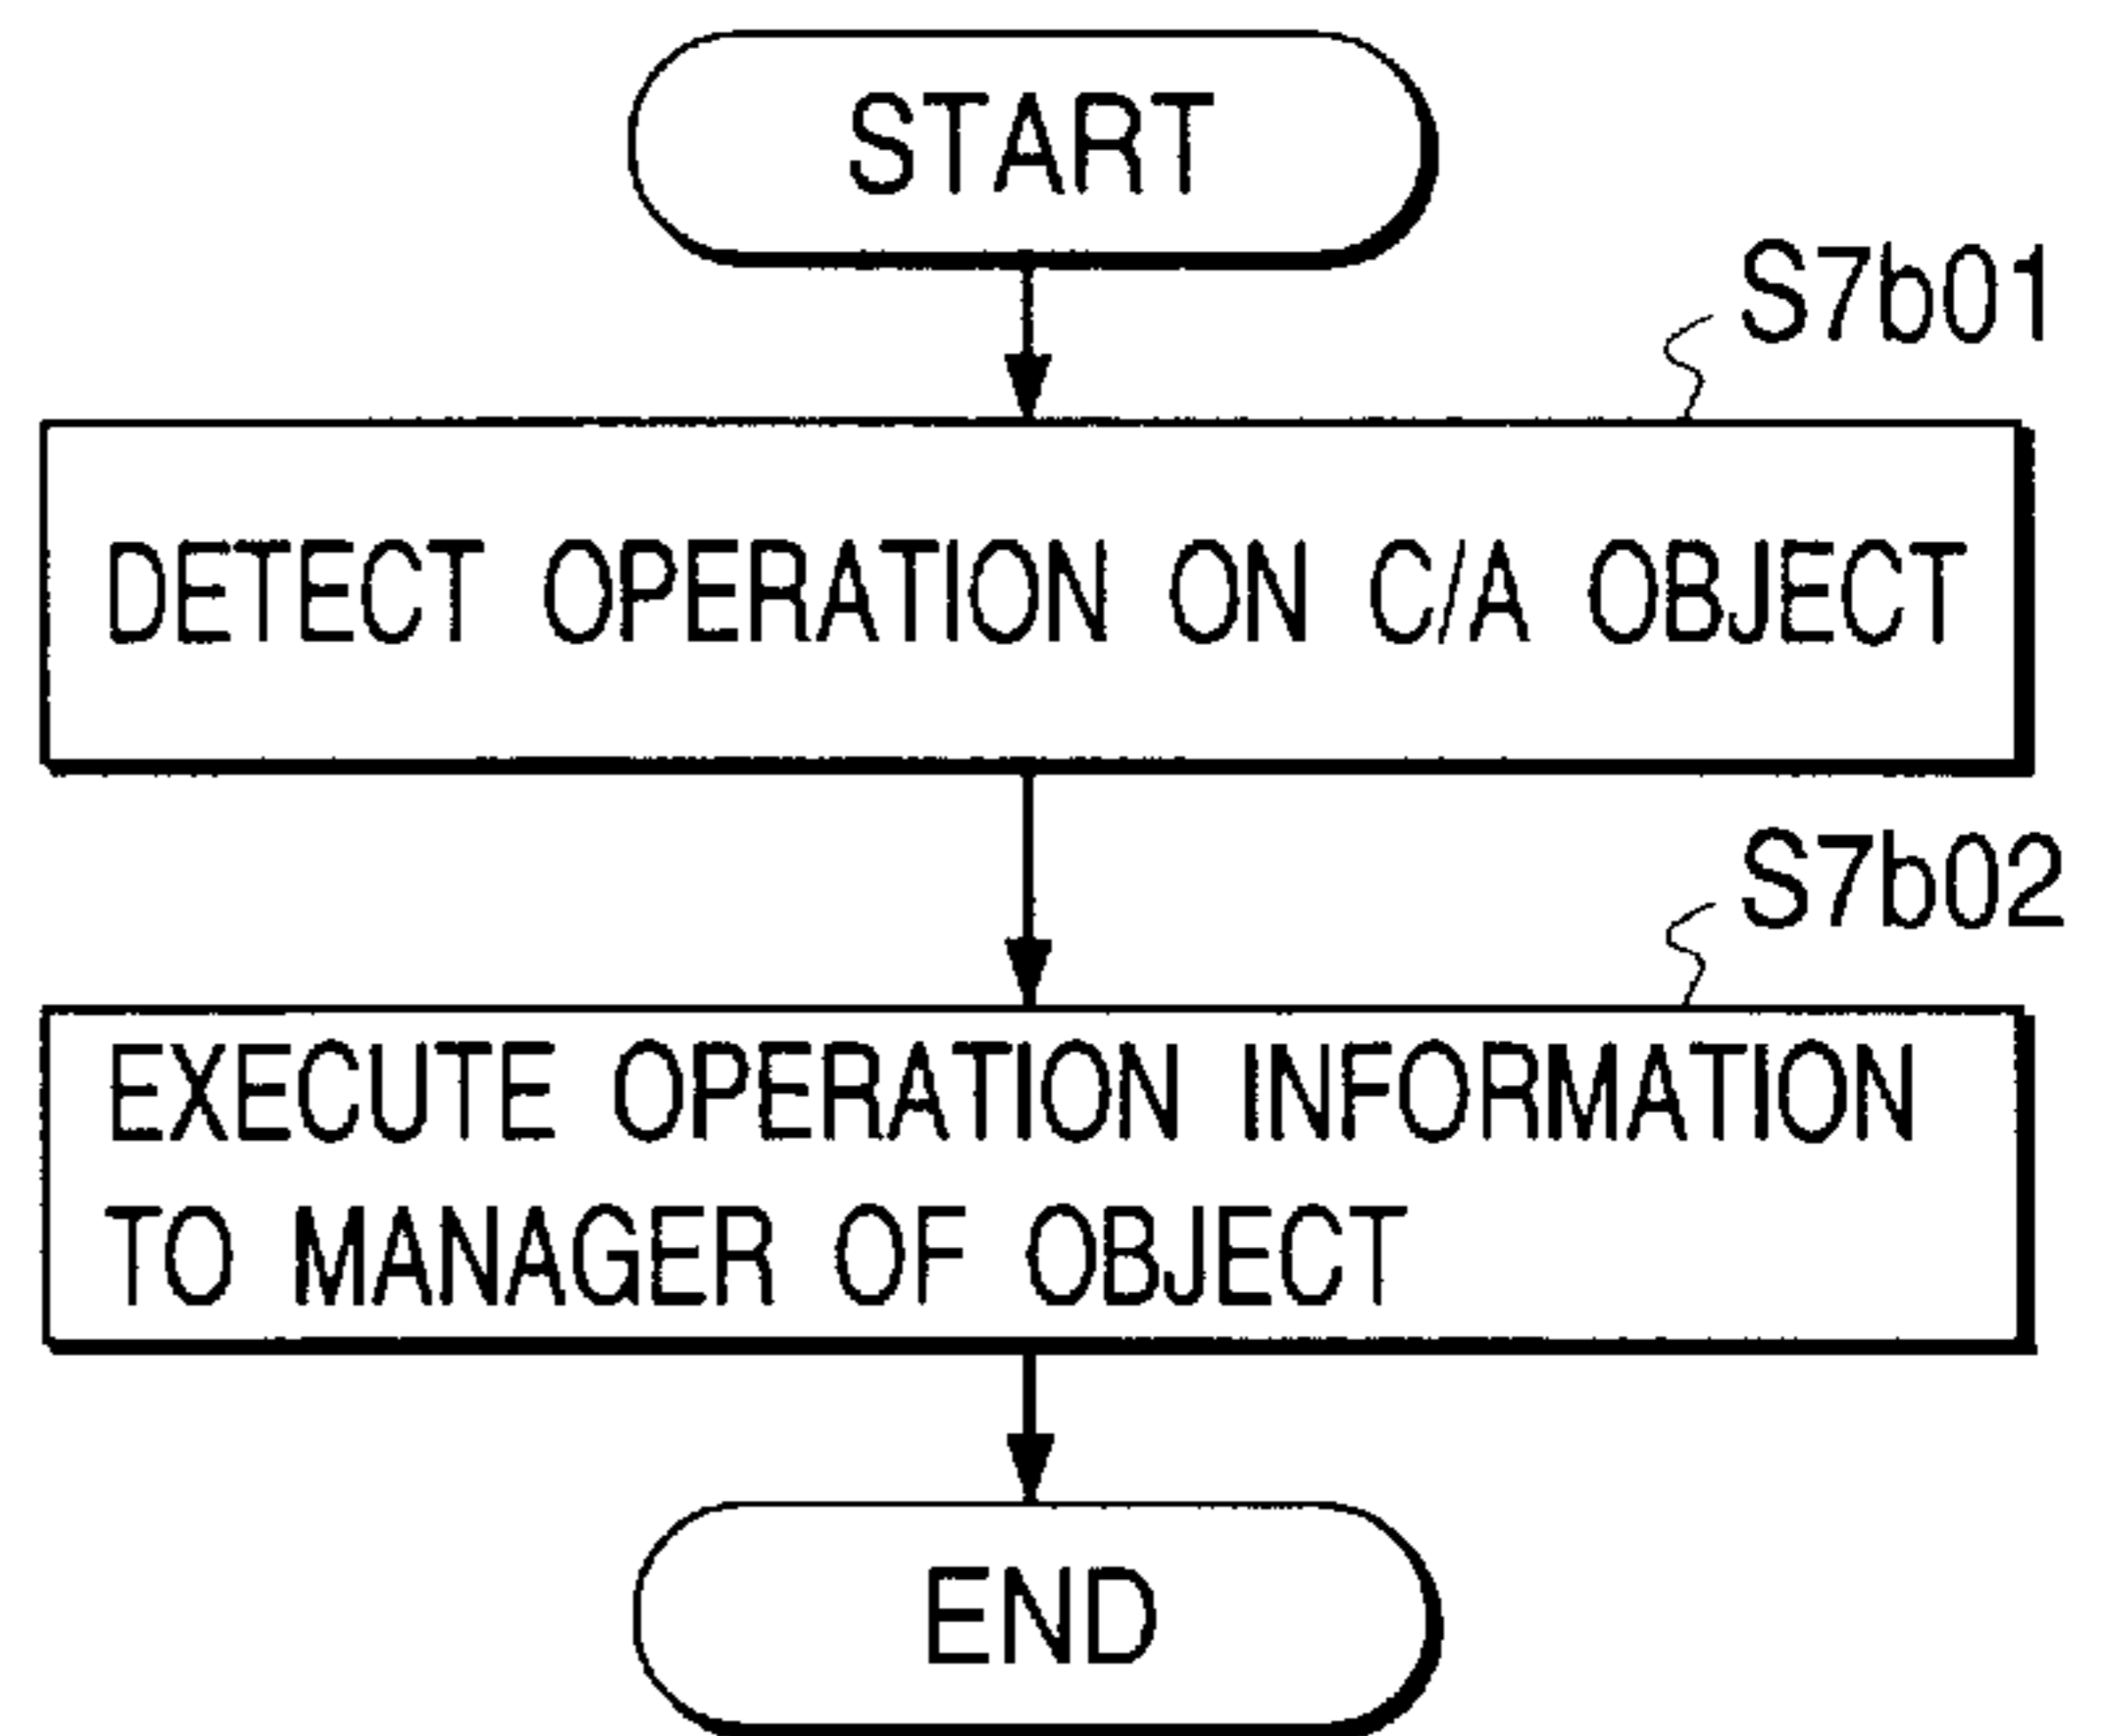 START
S7b01
DETECT OPERATION ON C/A OBJECT
S7b02
EXECUTE OPERATION INFORMATION
TO MANAGER OF OBJECT
END